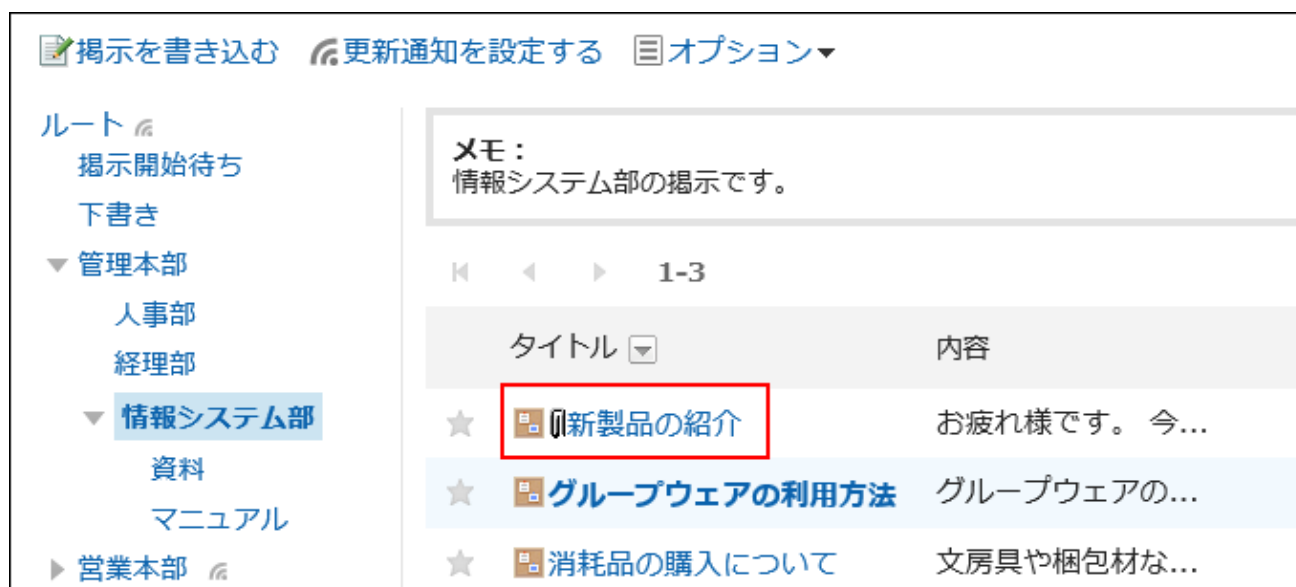 掲示を書き込む 更新通知を設定する オプション
ルート
掲示開始待ち
下書き
管理本部
人事部
経理部
情報システム部
資料
マニュアル
営業本部
メモ：
情報システム部の掲示です。
1-3
タイトル 内容
新製品の紹介 お疲れ様です。 今...
グループウェアの利用方法 グループウェアの...
消耗品の購入について 文房具や梱包材な...